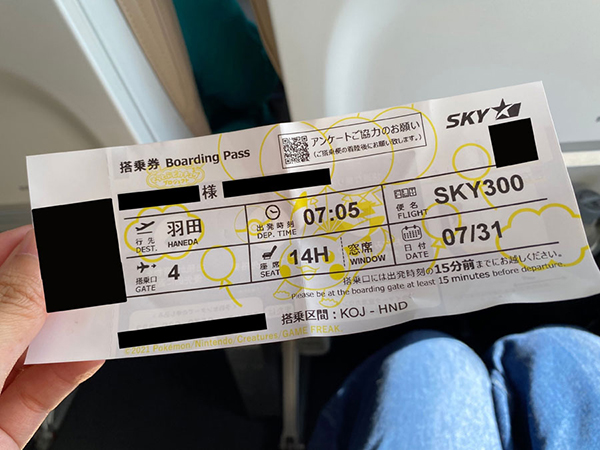 SKY
アンケートご協力のお願い
(ご搭乗便の着陸後にお願い致します。)
搭乗券 Boarding Pass
様
行先 DEST. 羽田 HANEDA
出発時刻 DEP. TIME 07:05
便名 FLIGHT SKY300
搭乗口 GATE 4
座席 SEAT 14H
窓席 WINDOW
日付 DATE 07/31
搭乗口には出発時刻の15分前までにお越しください。
Please be at the boarding gate at least 15 minutes before departure.
搭乗区間：KOJ - HND
©2021 Pokémon/Nintendo/Creatures/GAME FREAK.